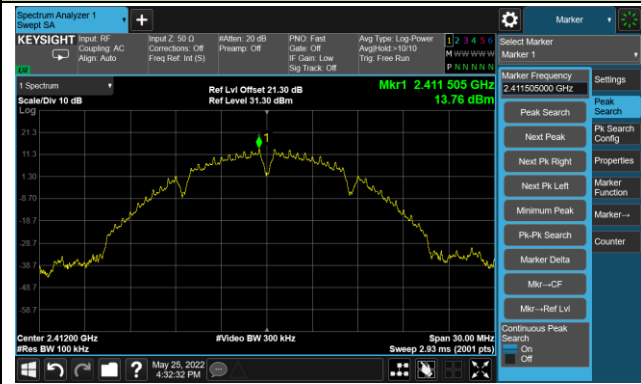 Spectrum Analyzer 1
Swept SA
Marker
KEYSIGHT
Input: RF
Coupling: AC
Align: Auto
Input Z: 50 Ω
Corrections: Off
Freq Ref: Int (S)
#Atten: 20 dB
Preamp: Off
PNO: Fast
Gate: Off
IF Gain: Low
Sig Track: Off
Avg Type: Log-Power
Avg|Hold:>10/10
Trig: Free Run
1 2 3 4 5 6
M W W W W W
P N N N N N
Select Marker
Marker 1
Marker Frequency
2.411505000 GHz
Settings
1 Spectrum
Scale/Div 10 dB
Log
Ref Lvl Offset 21.30 dB
Ref Level 31.30 dBm
Mkr1 2.411 505 GHz
13.76 dBm
Peak Search
Peak
Search
Next Peak
Pk Search
Config
Next Pk Right
Properties
Next Pk Left
Marker
Function
Minimum Peak
Marker→
Pk-Pk Search
Counter
Marker Delta
Mkr→CF
Mkr→Ref Lvl
Continuous Peak
Search
On
Off
21.3
11.3
1.30
-8.70
-18.7
-28.7
-38.7
-48.7
-58.7
1
Center 2.41200 GHz
#Res BW 100 kHz
#Video BW 300 kHz
Span 30.00 MHz
Sweep 2.93 ms (2001 pts)
?
May 25, 2022
4:32:32 PM